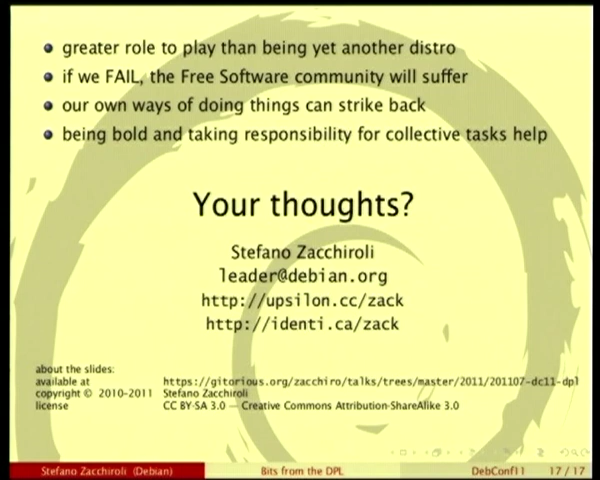 greater role to play than being yet another distro
if we FAIL, the Free Software community will suffer
our own ways of doing things can strike back
being bold and taking responsibility for collective tasks help
Your thoughts?
Stefano Zacchiroli
leader@debian.org
http://upsilon.cc/zack
http://identi.ca/zack
about the slides:
available at https://gitorious.org/zacchiro/talks/trees/master/2011/201107-dc11-dpl
copyright © 2010-2011 Stefano Zacchiroli
license CC BY-SA 3.0 — Creative Commons Attribution-ShareAlike 3.0
Stefano Zacchiroli (Debian) Bits from the DPL DebConf11 17 / 17